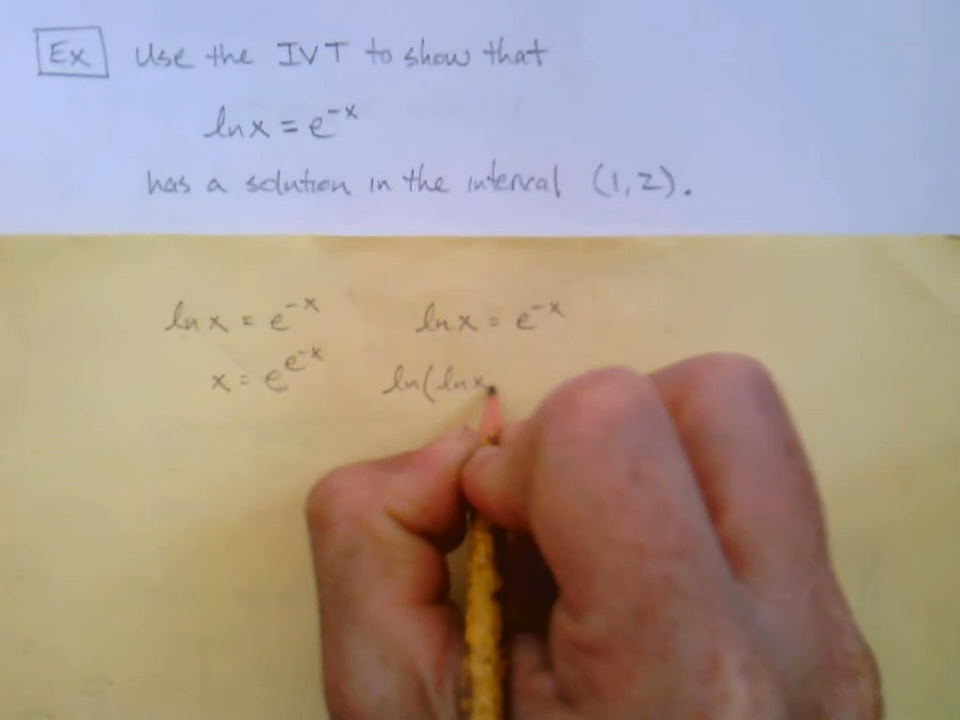 Ex Use the IVT to show that
ln x = e^{-x}
has a solution in the interval (1,2).
ln x = e^{-x} ln x = e^{-x}
x = e^{e^{-x}} ln(ln x